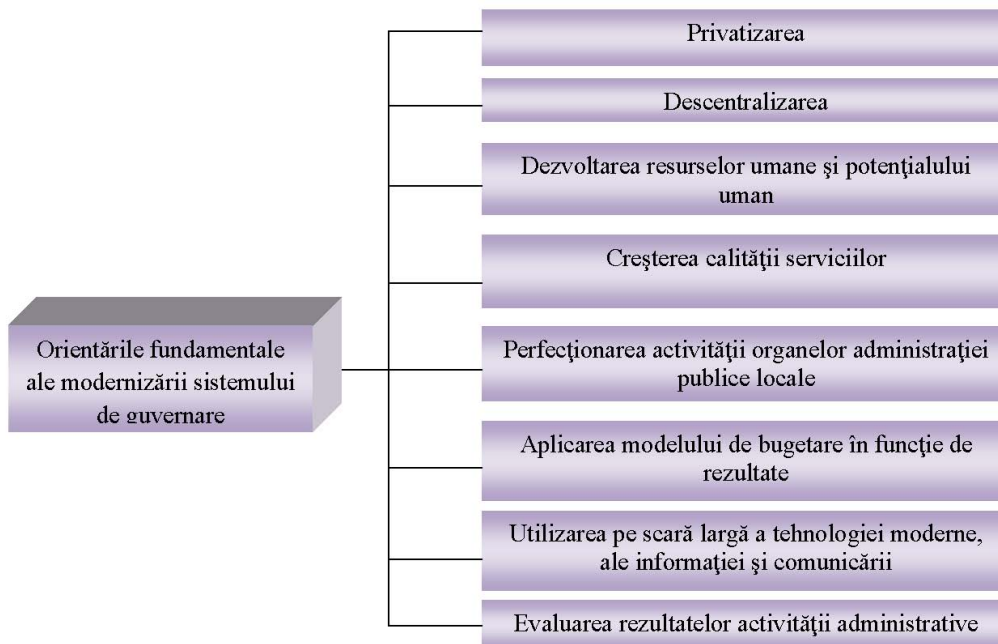 Privatizarea
Descentralizarea
Dezvoltarea resurselor umane şi potenţialului
uman
Creşterea calităţii serviciilor
Orientările fundamentale
ale modernizării sistemului
de guvernare
Perfecţionarea activităţii organelor administraţiei
publice locale
Aplicarea modelului de bugetare în funcţie de
rezultate
Utilizarea pe scară largă a tehnologiei moderne,
ale informaţiei şi comunicării
Evaluarea rezultatelor activităţii administrative